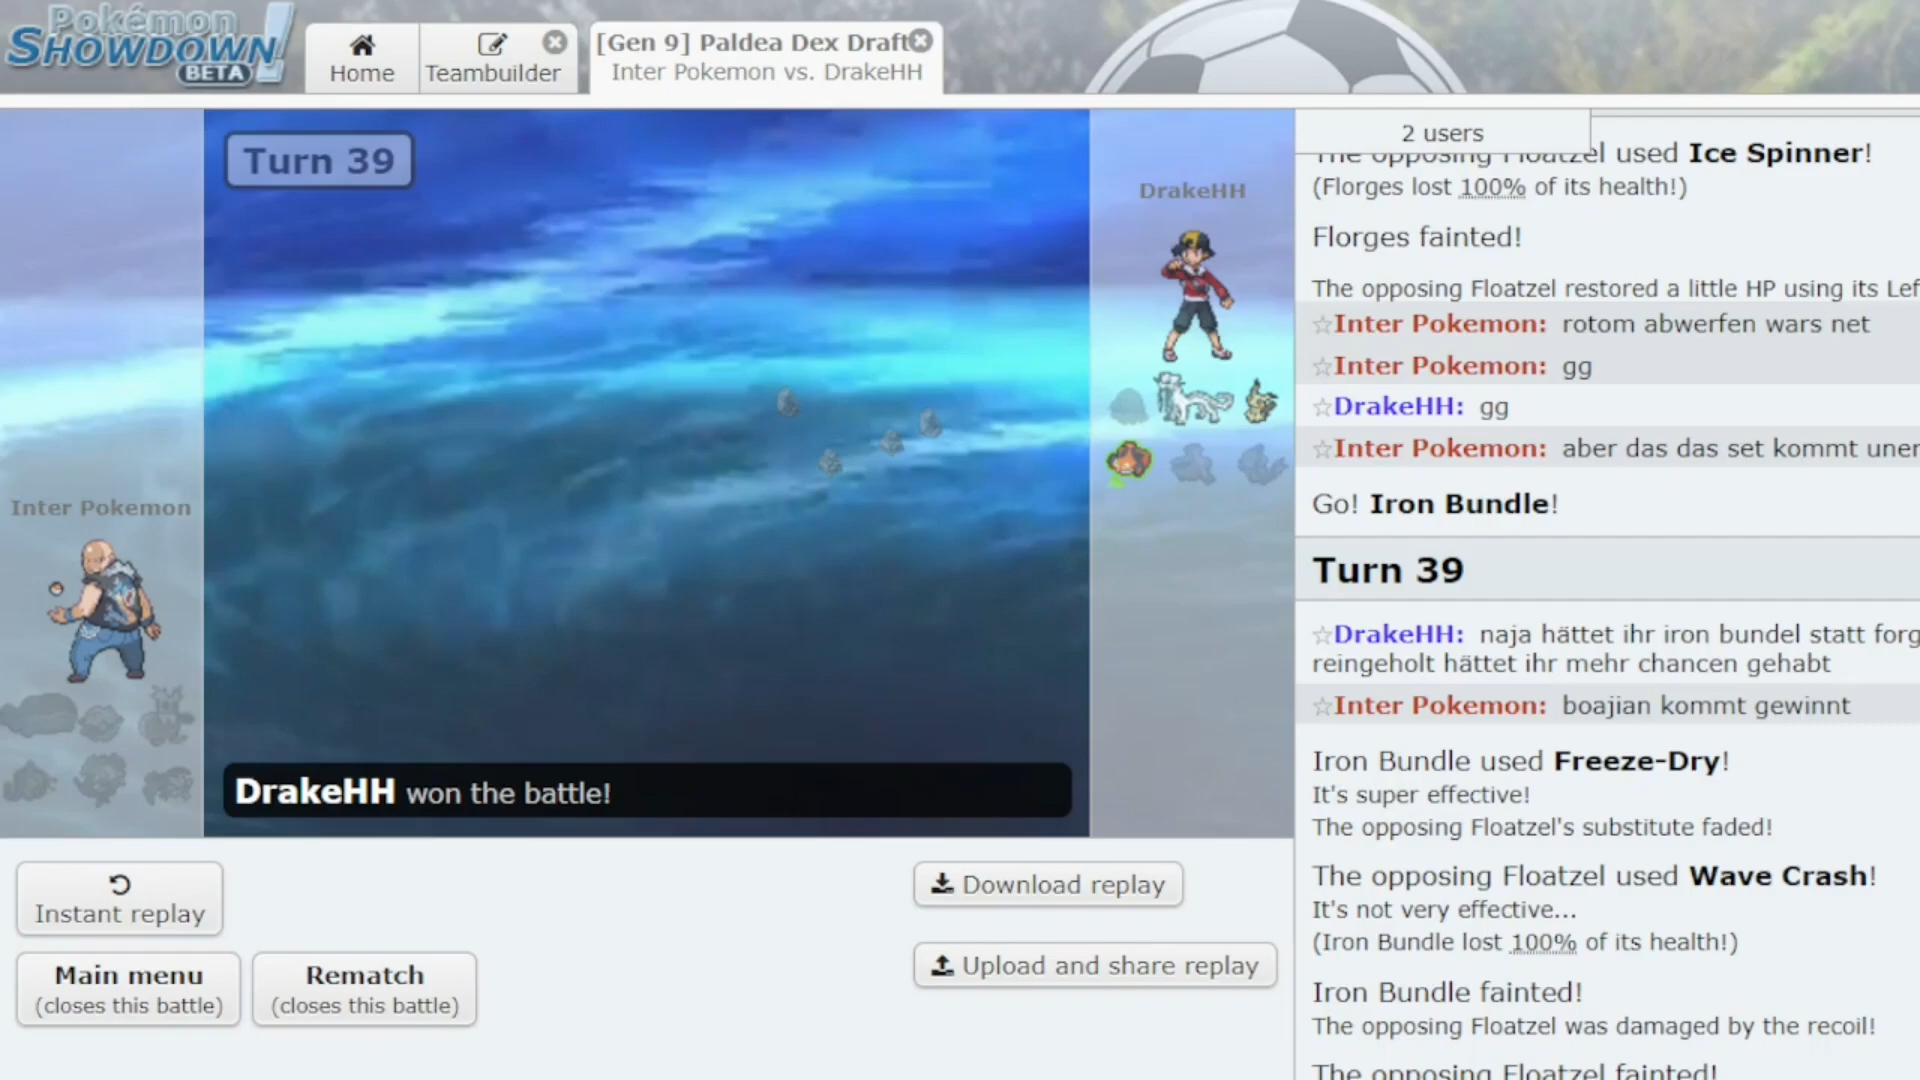 Pokémon
SHOWDOWN!
BETA
Home
Teambuilder
[Gen 9] Paldea Dex Draft
Inter Pokemon vs. DrakeHH
Turn 39
DrakeHH
Inter Pokemon
DrakeHH won the battle!
Instant replay
Download replay
Upload and share replay
Main menu
(closes this battle)
Rematch
(closes this battle)
2 users
The opposing Floatzel used Ice Spinner!
(Florges lost 100% of its health!)
Florges fainted!
The opposing Floatzel restored a little HP using its Lef
☆Inter Pokemon: rotom abwerfen wars net
☆Inter Pokemon: gg
☆DrakeHH: gg
☆Inter Pokemon: aber das das set kommt uner
Go! Iron Bundle!
Turn 39
☆DrakeHH: naja hättet ihr iron bundel statt forg
reingeholt hättet ihr mehr chancen gehabt
☆Inter Pokemon: boajian kommt gewinnt
Iron Bundle used Freeze-Dry!
It's super effective!
The opposing Floatzel's substitute faded!
The opposing Floatzel used Wave Crash!
It's not very effective...
(Iron Bundle lost 100% of its health!)
Iron Bundle fainted!
The opposing Floatzel was damaged by the recoil!
The opposing Floatzel fainted!